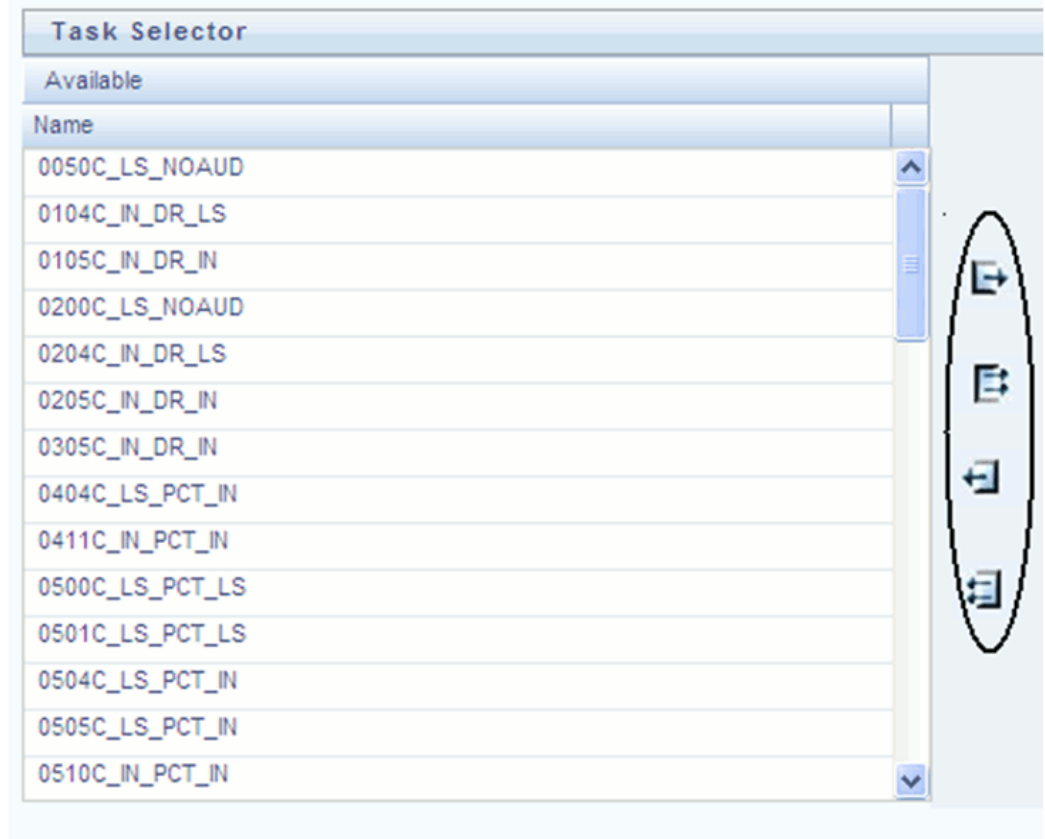 Task Selector
Available
Name
0050C_LS_NOAUD
0104C_IN_DR_LS
0105C_IN_DR_IN
0200C_LS_NOAUD
0204C_IN_DR_LS
0205C_IN_DR_IN
0305C_IN_DR_IN
0404C_LS_PCT_IN
0411C_IN_PCT_IN
0500C_LS_PCT_LS
0501C_LS_PCT_LS
0504C_LS_PCT_IN
0505C_LS_PCT_IN
0510C_IN_PCT_IN